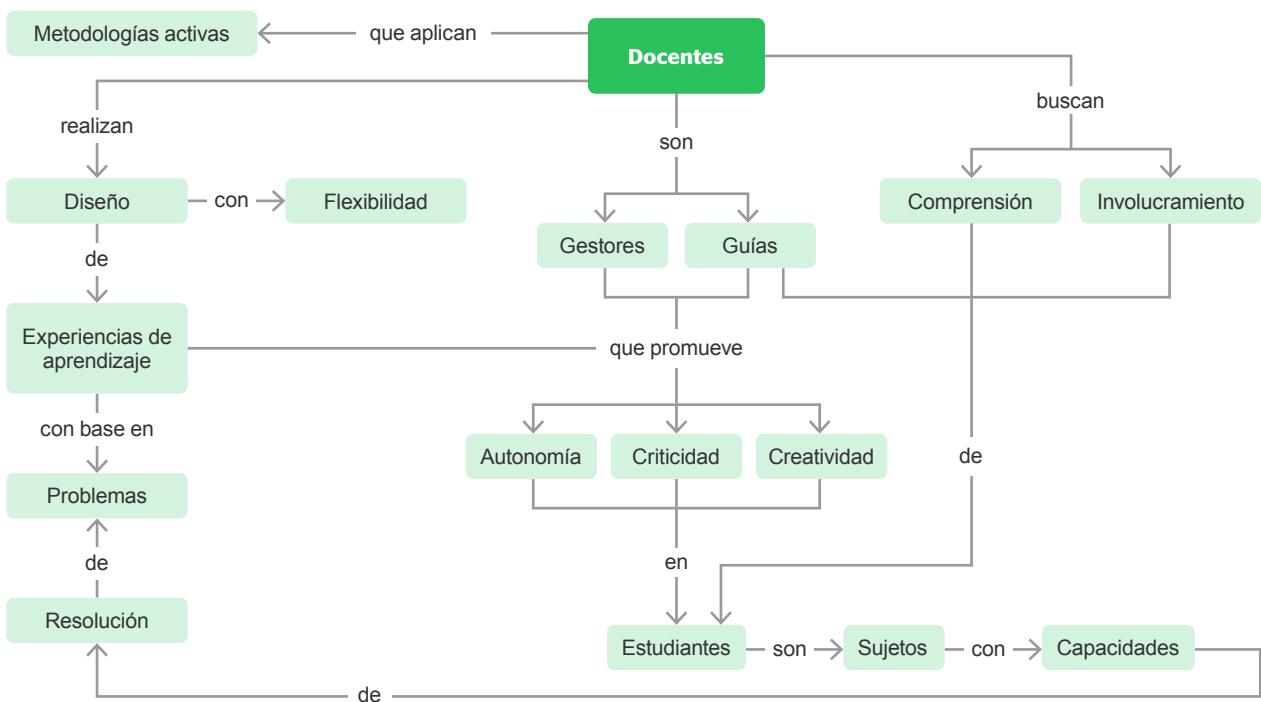 Metodologías activas
que aplican
Docentes
buscan
realizan
son
Diseño
con
Flexibilidad
Comprensión
Involucramiento
Gestores
Guías
de
Experiencias de
aprendizaje
que promueve
con base en
Autonomía
Criticidad
Creatividad
de
Problemas
de
en
Resolución
Estudiantes
son
Sujetos
con
Capacidades
de